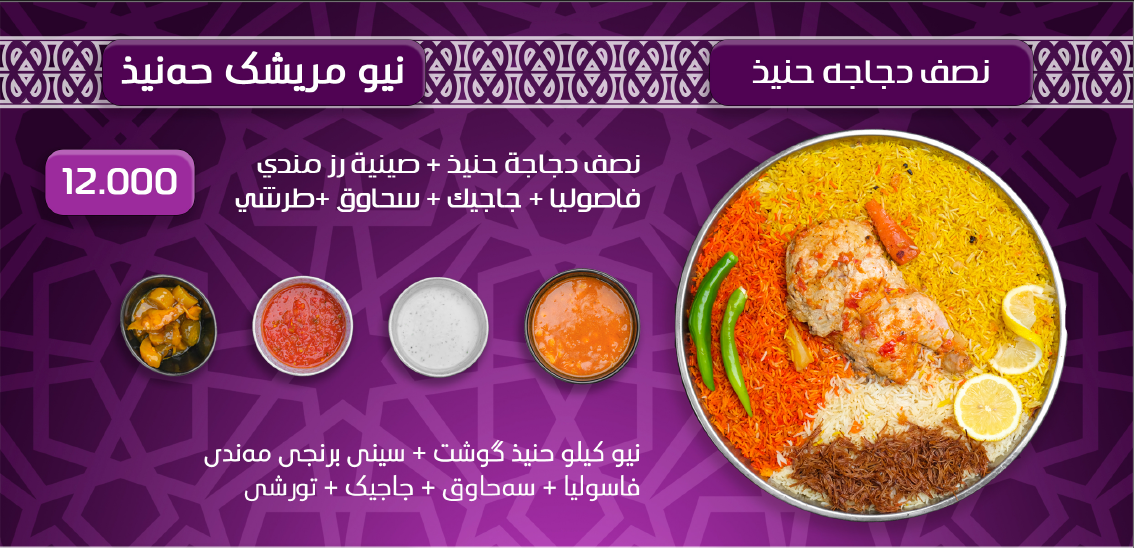 نصف دجاجه حنيذ
نیو مریشک حەنیذ
نصف دجاجة حنيذ + صينية رز مندي
فاصوليا + جاجيك + سحاوق +طرشي
12.000
نیو کیلو حنیذ گوشت + سینی برنجی مەندی
فاسولیا + سەحاوق + جاجیک + تورشی